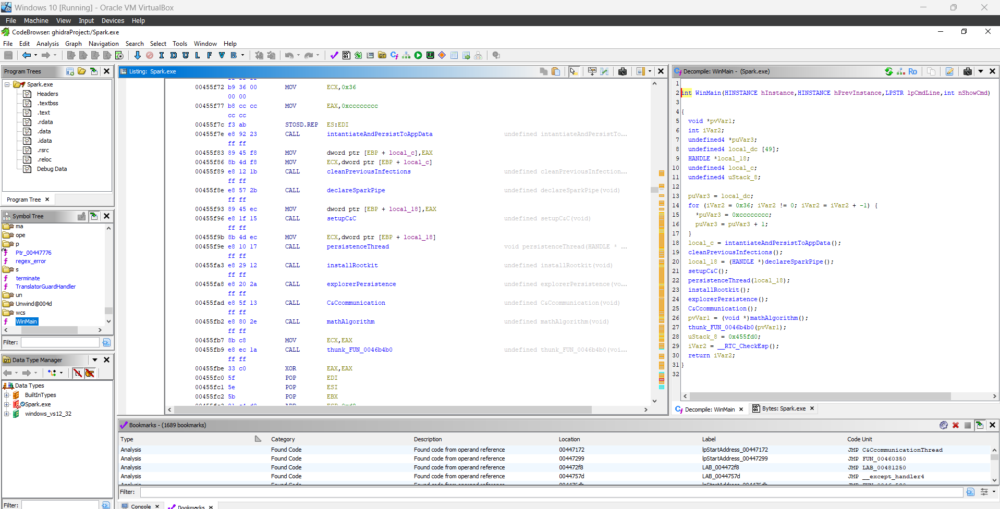 Windows 10 [Running] - Oracle VM VirtualBox
File Machine View Input Devices Help
CodeBrowser: ghidraProject:/Spark.exe
File Edit Analysis Graph Navigation Search Select Tools Window Help
I D U L F V B
Program Trees
Spark.exe
Headers
.textbss
.text
.rdata
.data
.idata
.rsrc
.reloc
Debug Data
Program Tree
Symbol Tree
ma
ope
p
Ptr_00447776
regex_error
s
terminate
TranslatorGuardHandler
un
Unwind@004d
wcs
WinMain
Filter:
Data Type Manager
Data Types
BuiltInTypes
Spark.exe
windows_vs12_32
Filter:
Listing: Spark.exe
00455f72 b9 36 00 MOV ECX,0x36
00 00
00455f77 b8 cc cc MOV EAX,0xcccccccc
cc cc
00455f7c f3 ab STOSD.REP ES:EDI
00455f7e e8 92 23 CALL intantiateAndPersistToAppData undefined intantiateAndPersistTo...
ff ff
00455f83 89 45 f8 MOV dword ptr [EBP + local_c],EAX
00455f86 8b 4d f8 MOV ECX,dword ptr [EBP + local_c]
00455f89 e8 12 1b CALL cleanPreviousInfections undefined cleanPreviousInfection...
ff ff
00455f8e e8 57 2b CALL declareSparkPipe undefined declareSparkPipe(void)
ff ff
00455f93 89 45 ec MOV dword ptr [EBP + local_18],EAX
00455f96 e8 1f 15 CALL setupC&C undefined setupC&C(void)
ff ff
00455f9b 8b 4d ec MOV ECX,dword ptr [EBP + local_18]
00455f9e e8 10 17 CALL persistenceThread void persistenceThread(HANDLE * ...
ff ff
00455fa3 e8 29 12 CALL installRootkit undefined installRootkit(void)
ff ff
00455fa8 e8 20 2a CALL explorerPersistence undefined explorerPersistence(vo...
ff ff
00455fad e8 5f 13 CALL C&Ccommunication undefined C&Ccommunication(void)
ff ff
00455fb2 e8 80 2e CALL mathAlgorithm undefined mathAlgorithm(void)
ff ff
00455fb7 8b c8 MOV ECX,EAX
00455fb9 e8 ec 1a CALL thunk_FUN_0046b4b0 undefined thunk_FUN_0046b4b0(voi...
ff ff
00455fbe 33 c0 XOR EAX,EAX
00455fc0 5f POP EDI
00455fc1 5e POP ESI
00455fc2 5b POP EBX
Decompile: WinMain - (Spark.exe)
Ro
1
2 int WinMain(HINSTANCE hInstance,HINSTANCE hPrevInstance,LPSTR lpCmdLine,int nShowCmd)
3
4 {
5 void *pvVar1;
6 int iVar2;
7 undefined4 *puVar3;
8 undefined4 local_dc [49];
9 HANDLE *local_18;
10 undefined4 local_c;
11 undefined4 uStack_8;
12
13 puVar3 = local_dc;
14 for (iVar2 = 0x36; iVar2 != 0; iVar2 = iVar2 + -1) {
15 *puVar3 = 0xcccccccc;
16 puVar3 = puVar3 + 1;
17 }
18 local_c = intantiateAndPersistToAppData();
19 cleanPreviousInfections();
20 local_18 = (HANDLE *)declareSparkPipe();
21 setupC&C();
22 persistenceThread(local_18);
23 installRootkit();
24 explorerPersistence();
25 C&Ccommunication();
26 pvVar1 = (void *)mathAlgorithm();
27 thunk_FUN_0046b4b0(pvVar1);
28 uStack_8 = 0x455fd0;
29 iVar2 = __RTC_CheckEsp();
30 return iVar2;
31 }
32
Decompile: WinMain
Bytes: Spark.exe
Bookmarks - (1689 bookmarks)
Type Category Description Location Label Code Unit
Analysis Found Code Found code from operand reference 00447172 lpStartAddress_00447172 JMP C&CcommunicationThread
Analysis Found Code Found code from operand reference 00447299 lpStartAddress_00447299 JMP FUN_00460350
Analysis Found Code Found code from operand reference 004472f8 LAB_004472f8 JMP LAB_00481250
Analysis Found Code Found code from operand reference 0044757d LAB_0044757d JMP __except_handler4
Filter:
Console
Bookmarks